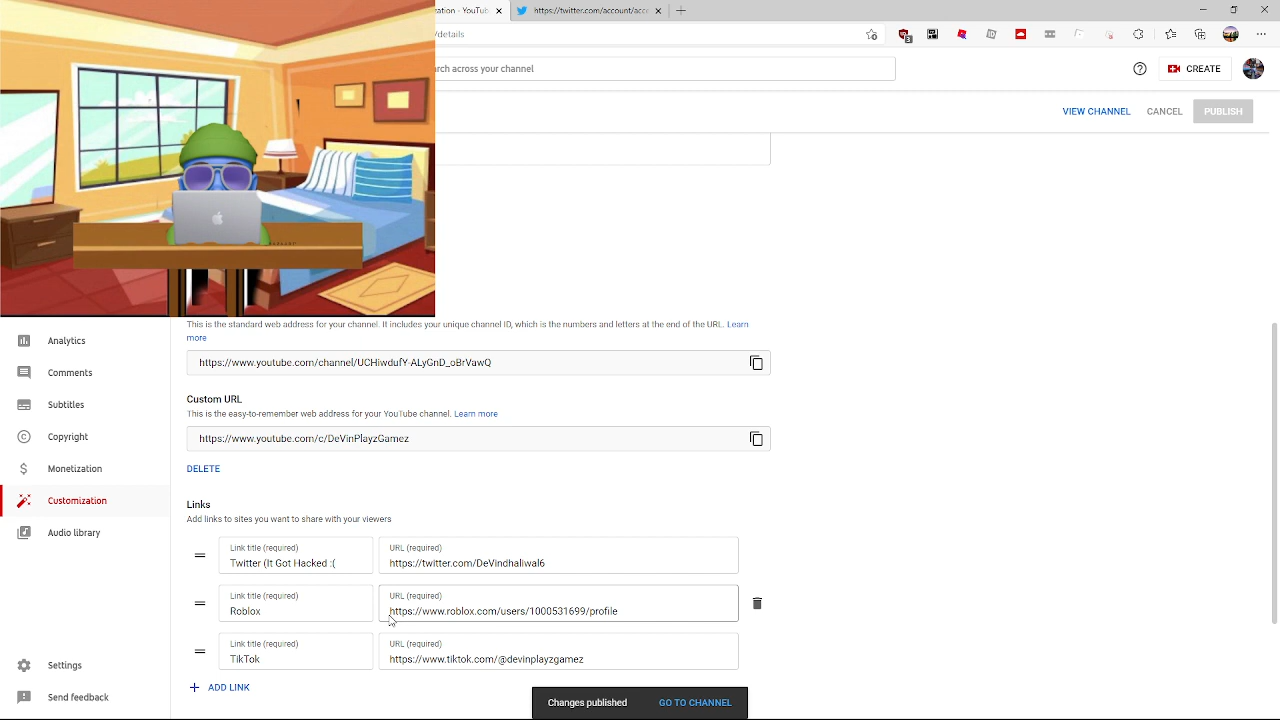 ration - YouTub
https://twitter.com/account/acce
/details
3
rch across your channel
CREATE
VIEW CHANNEL
CANCEL
PUBLISH
This is the standard web address for your channel. It includes your unique channel ID, which is the numbers and letters at the end of the URL. Learn
more
Analytics
https://www.youtube.com/channel/UCHiwdufY-ALyGnD_oBrVawQ
Comments
Custom URL
Subtitles
This is the easy-to-remember web address for your YouTube channel. Learn more
Copyright
https://www.youtube.com/c/DeVinPlayzGamez
Monetization
DELETE
Customization
Links
Add links to sites you want to share with your viewers
Audio library
Link title (required)
URL (required)
Twitter (It Got Hacked :(
https://twitter.com/DeVindhaliwal6
Link title (required)
URL (required)
Roblox
https://www.roblox.com/users/1000531699/profile
Link title (required)
URL (required)
TikTok
https://www.tiktok.com/@devinplayzgamez
Settings
ADD LINK
Send feedback
Changes published
GO TO CHANNEL